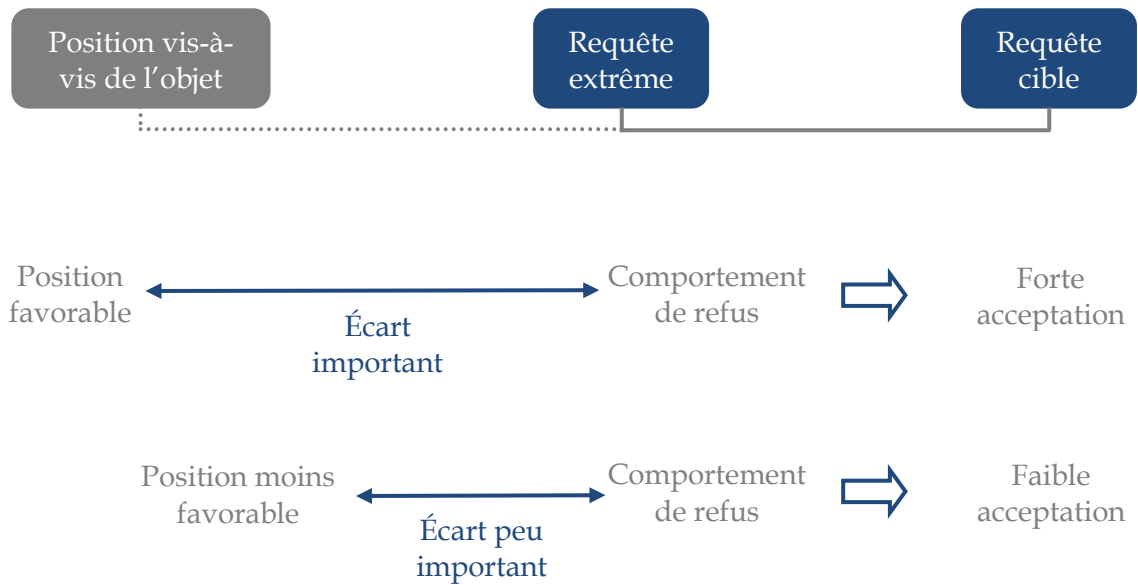 Position vis-à-
vis de l’objet
Requête
extrême
Requête
cible
Position
favorable
Écart
important
Comportement
de refus
Forte
acceptation
Position moins
favorable
Écart peu
important
Comportement
de refus
Faible
acceptation